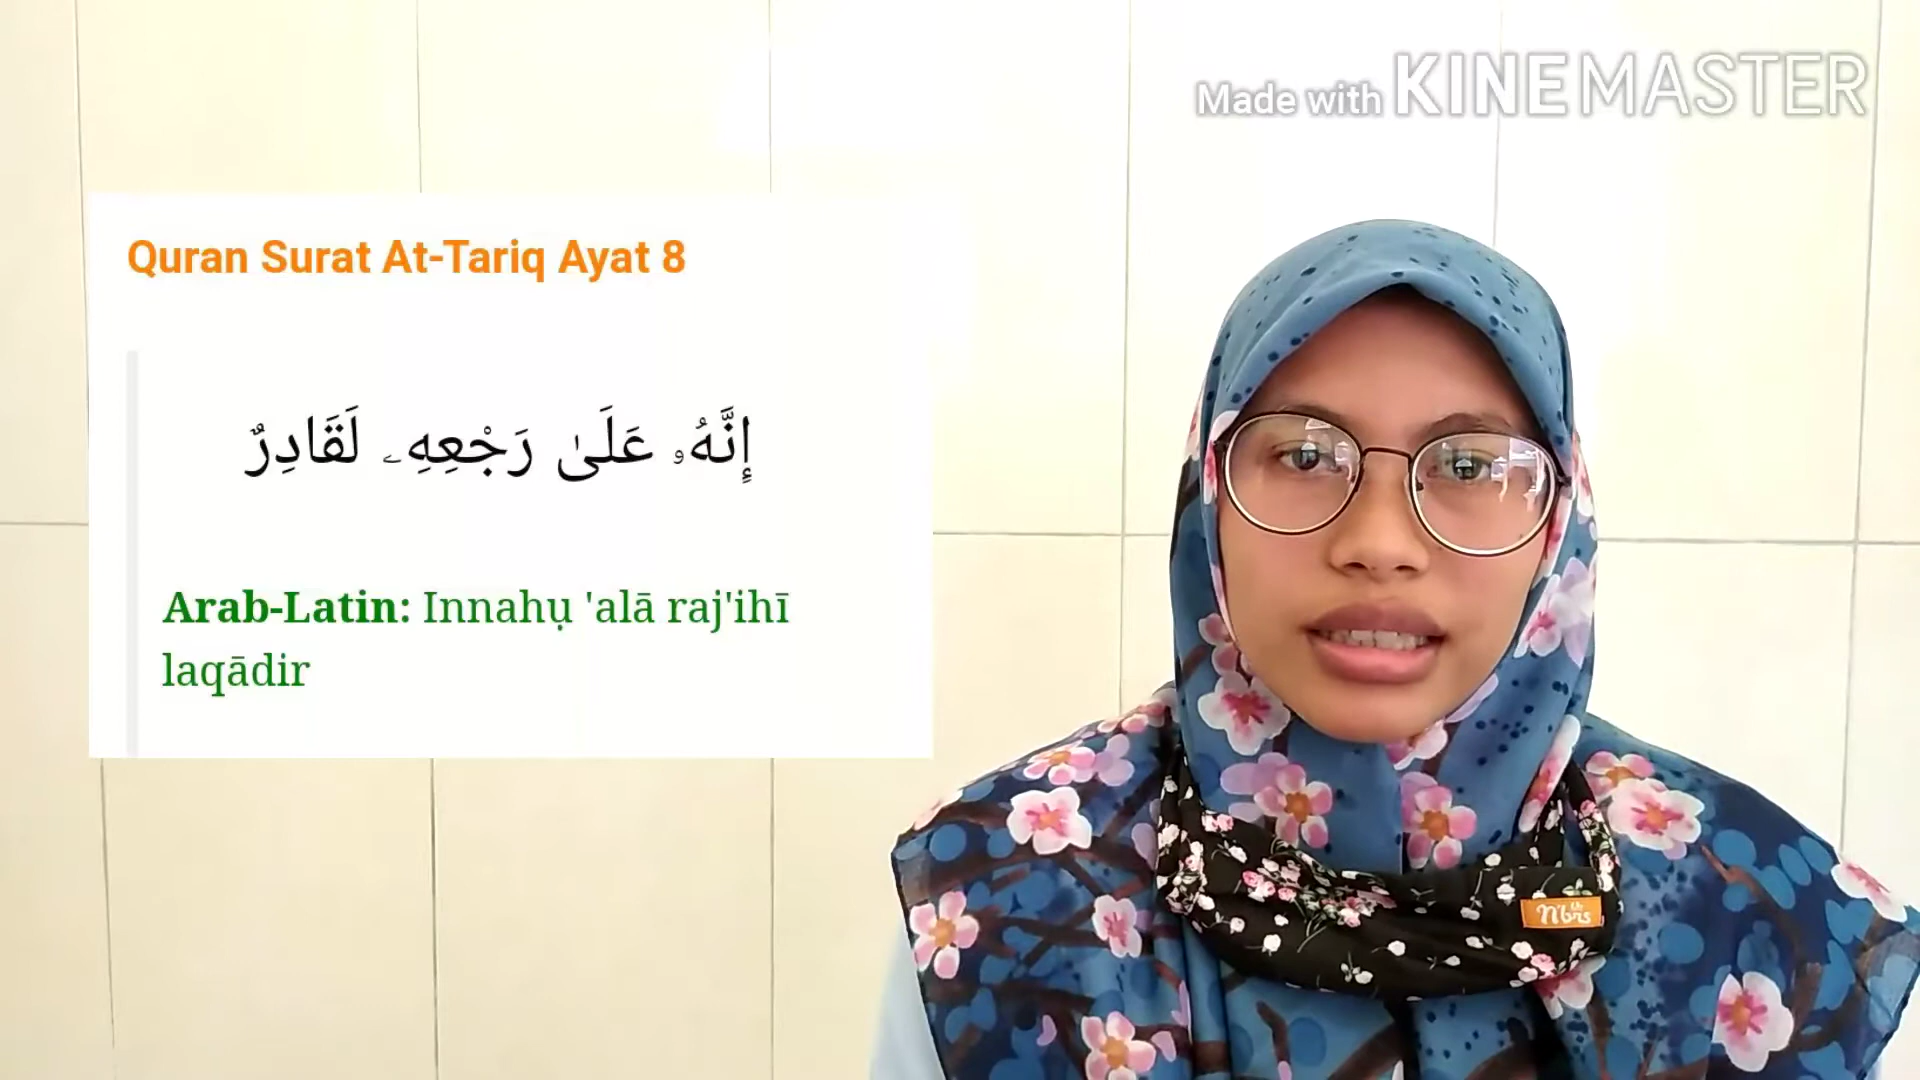 Made with KINEMASTER
Quran Surat At-Tariq Ayat 8
إِنَّهُۥ عَلَىٰ رَجْعِهِۦ لَقَادِرٌ
Arab-Latin: Innahụ 'alā raj'ihī
laqādir